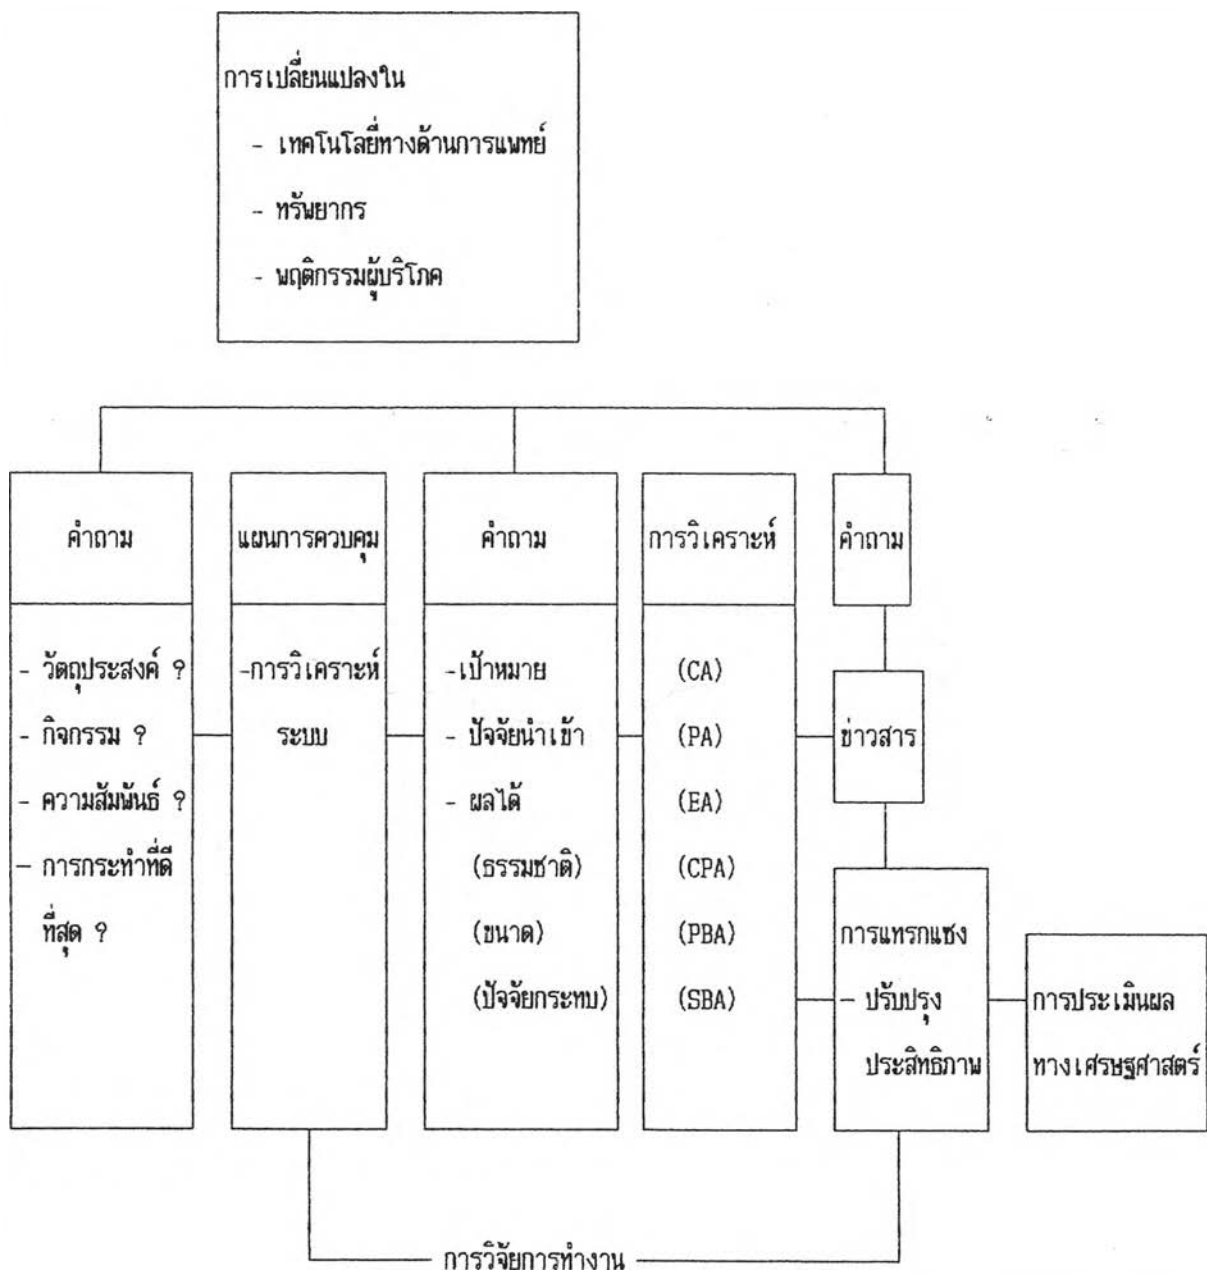 การเปลี่ยนแปลงใน
- เทคโนโลยี่ทางด้านการแพทย์
- ทรัพยากร
- พฤติกรรมผู้บริโภค
คำถาม
- วัตถุประสงค์ ?
- กิจกรรม ?
- ความสัมพันธ์ ?
- การกระทำที่ดี
ที่สุด ?
แผนการควบคุม
-การวิเคราะห์
ระบบ
คำถาม
-เป้าหมาย
- ปัจจัยนำเข้า
- ผลได้
(ธรรมชาติ)
(ขนาด)
(ปัจจัยกระทบ)
การวิเคราะห์
(CA)
(PA)
(EA)
(CPA)
(PBA)
(SBA)
คำถาม
ข่าวสาร
การแทรกแซง
- ปรับปรุง
ประสิทธิภาพ
การประเมินผล
ทางเศรษฐศาสตร์
การวิจัยการทำงาน